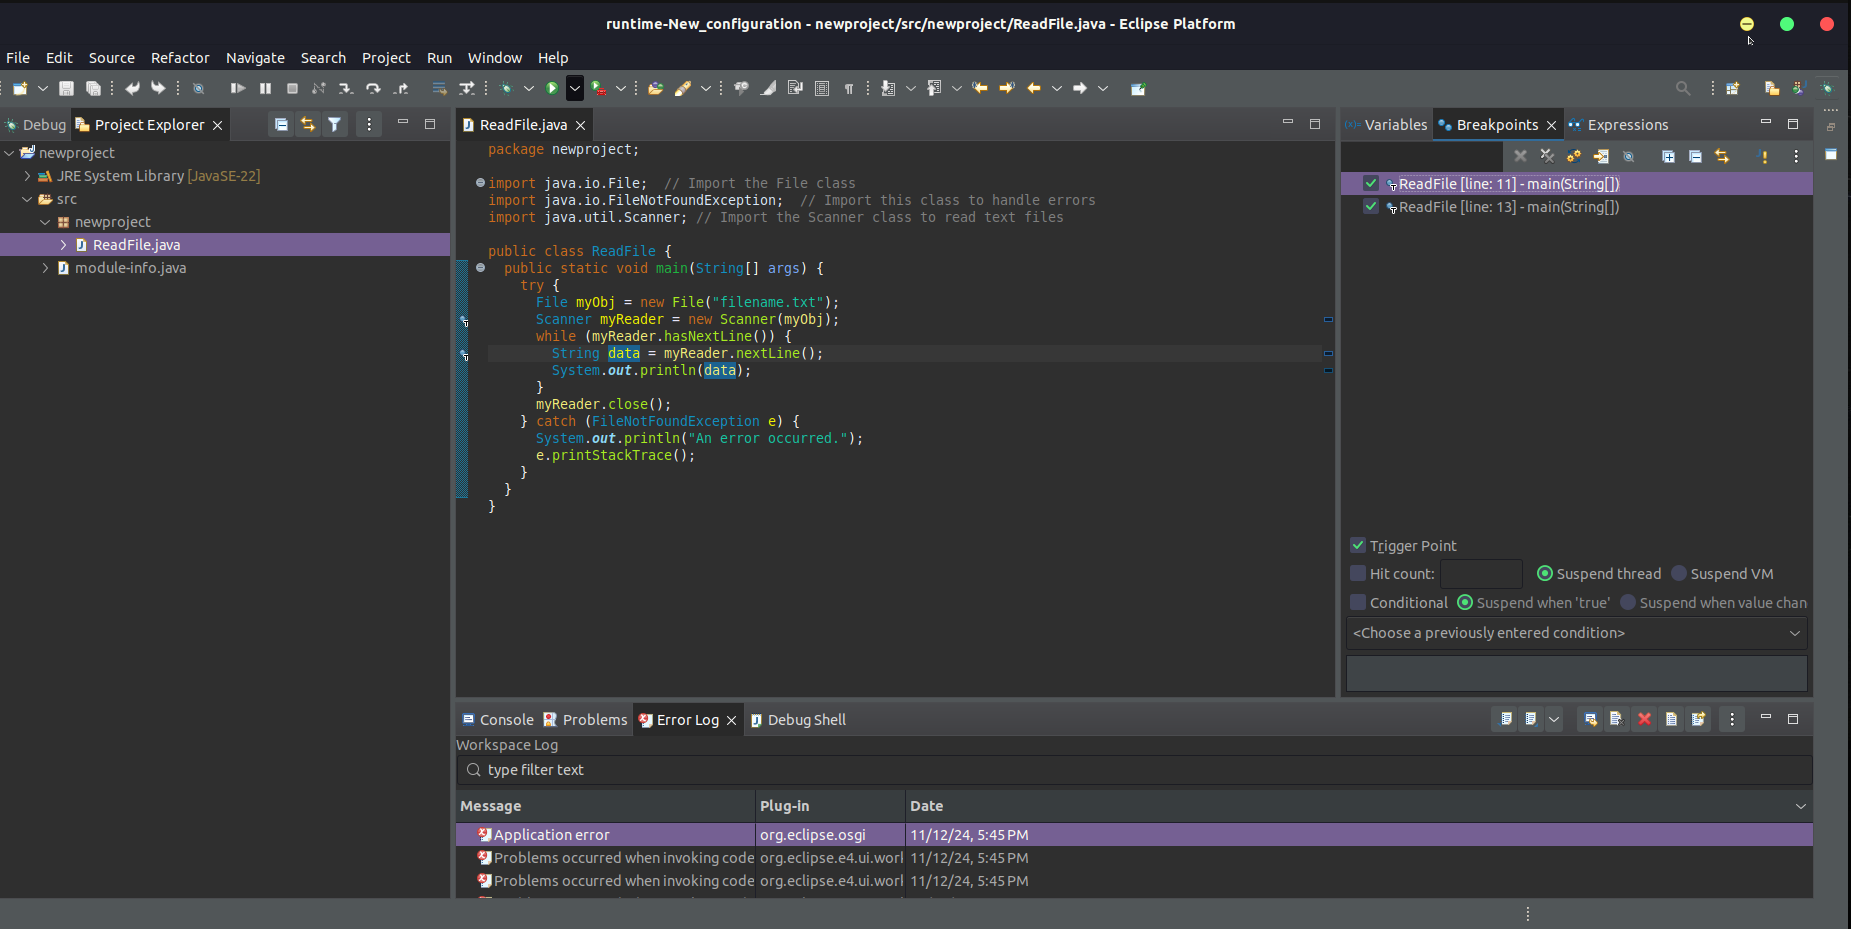 runtime-New_configuration - newproject/src/newproject/ReadFile.java - Eclipse Platform
File Edit Source Refactor Navigate Search Project Run Window Help
Debug Project Explorer
newproject
JRE System Library [JavaSE-22]
src
newproject
ReadFile.java
module-info.java
ReadFile.java
package newproject;
import java.io.File;  // Import the File class
import java.io.FileNotFoundException;  // Import this class to handle errors
import java.util.Scanner; // Import the Scanner class to read text files
public class ReadFile {
public static void main(String[] args) {
try {
File myObj = new File("filename.txt");
Scanner myReader = new Scanner(myObj);
while (myReader.hasNextLine()) {
String data = myReader.nextLine();
System.out.println(data);
}
myReader.close();
} catch (FileNotFoundException e) {
System.out.println("An error occurred.");
e.printStackTrace();
}
}
}
Variables Breakpoints Expressions
ReadFile [line: 11] - main(String[])
ReadFile [line: 13] - main(String[])
Trigger Point
Hit count: Suspend thread Suspend VM
Conditional Suspend when 'true' Suspend when value chan
<Choose a previously entered condition>
Console Problems Error Log Debug Shell
Workspace Log
type filter text
Message Plug-in Date
Application error org.eclipse.osgi 11/12/24, 5:45 PM
Problems occurred when invoking code org.eclipse.e4.ui.worl 11/12/24, 5:45 PM
Problems occurred when invoking code org.eclipse.e4.ui.worl 11/12/24, 5:45 PM